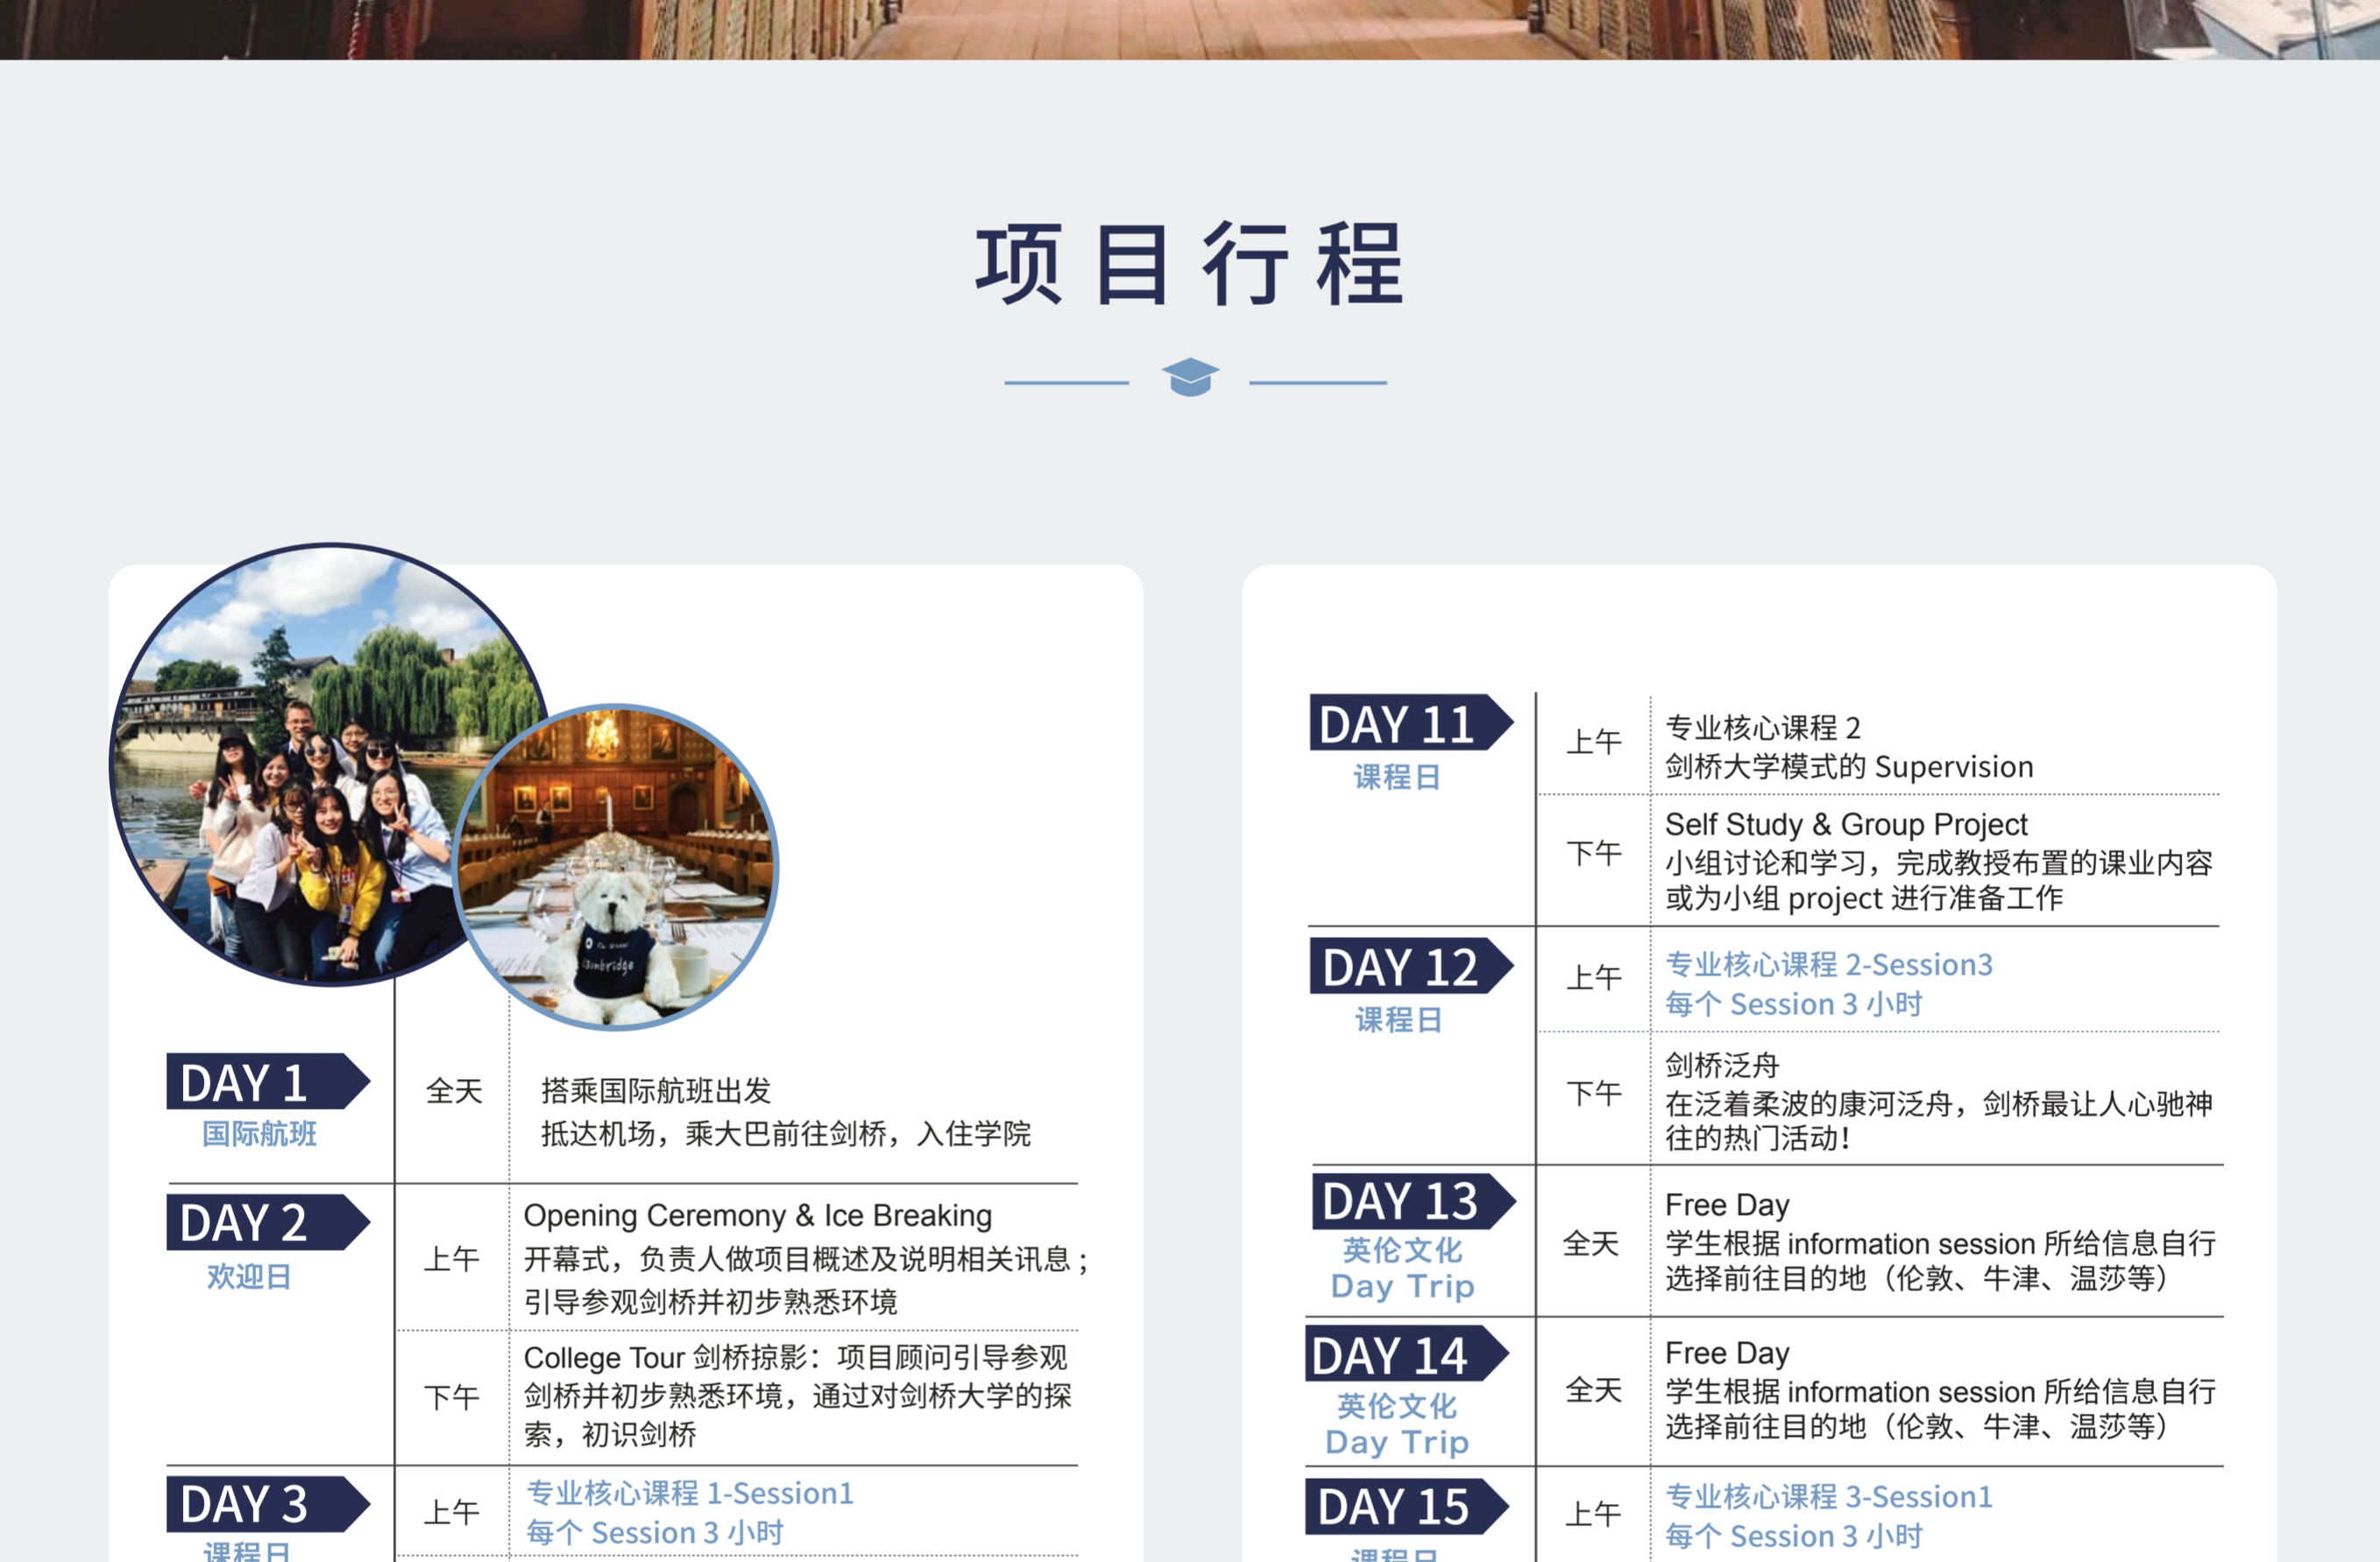 项目行程
Cambridge
DAY 1
国际航班
全天
搭乘国际航班出发
抵达机场，乘大巴前往剑桥，入住学院
DAY 2
欢迎日
上午
Opening Ceremony & Ice Breaking
开幕式，负责人做项目概述及说明相关讯息；
引导参观剑桥并初步熟悉环境
下午
College Tour 剑桥掠影：项目顾问引导参观
剑桥并初步熟悉环境，通过对剑桥大学的探
索，初识剑桥
DAY 3
课程日
上午
专业核心课程 1-Session1
每个 Session 3 小时
DAY 11
课程日
上午
专业核心课程 2
剑桥大学模式的 Supervision
下午
Self Study & Group Project
小组讨论和学习，完成教授布置的课业内容
或为小组 project 进行准备工作
DAY 12
课程日
上午
专业核心课程 2-Session3
每个 Session 3 小时
下午
剑桥泛舟
在泛着柔波的康河泛舟，剑桥最让人心驰神
往的热门活动！
DAY 13
英伦文化
Day Trip
全天
Free Day
学生根据 information session 所给信息自行
选择前往目的地（伦敦、牛津、温莎等）
DAY 14
英伦文化
Day Trip
全天
Free Day
学生根据 information session 所给信息自行
选择前往目的地（伦敦、牛津、温莎等）
DAY 15
课程日
上午
专业核心课程 3-Session1
每个 Session 3 小时